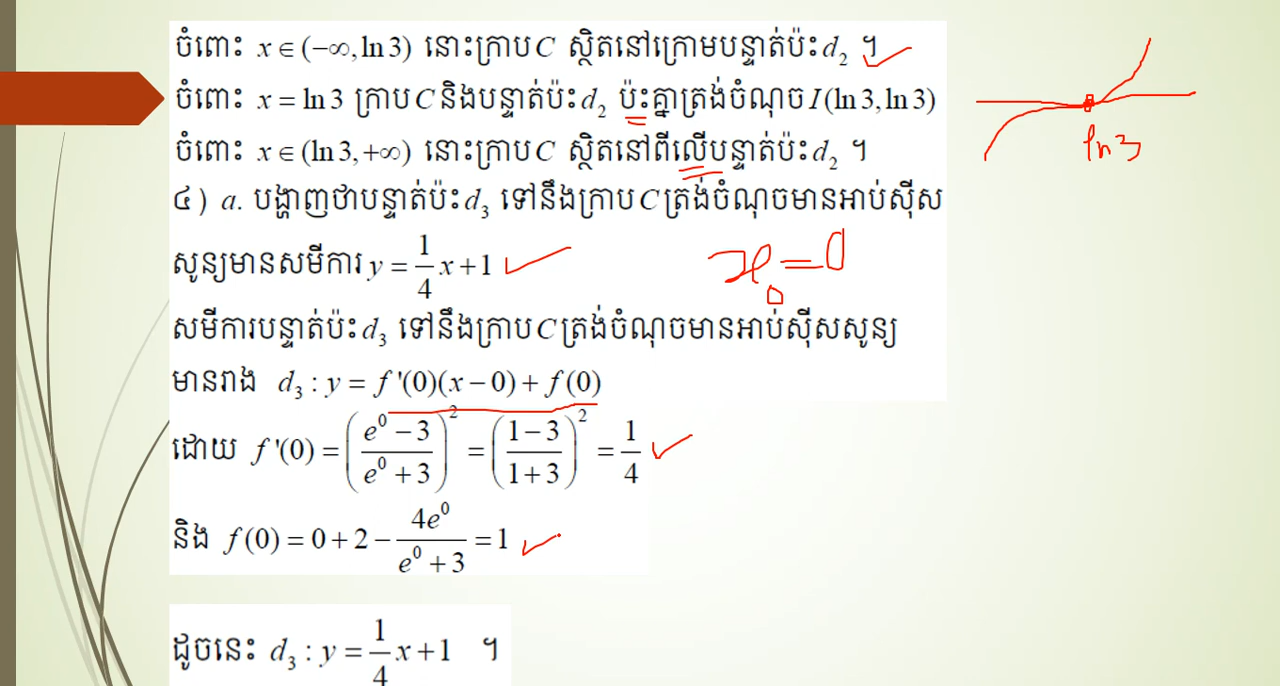 ចំពោះ x ∈ (−∞, ln 3) នោះក្រាប C ស្ថិតនៅក្រោមបន្ទាត់ប៉ះ d₂ ។
ចំពោះ x = ln 3 ក្រាប C និងបន្ទាត់ប៉ះ d₂ ប៉ះគ្នាត្រង់ចំណុច I(ln 3, ln 3)
ចំពោះ x ∈ (ln 3, +∞) នោះក្រាប C ស្ថិតនៅពីលើបន្ទាត់ប៉ះ d₂ ។
ln 3
៤) a. បង្ហាញថាបន្ទាត់ប៉ះ d₃ ទៅនឹងក្រាប C ត្រង់ចំណុចមានអាប់ស៊ីស
សូន្យមានសមីការ y = 1/4 x + 1
x₀ = 0
សមីការបន្ទាត់ប៉ះ d₃ ទៅនឹងក្រាប C ត្រង់ចំណុចមានអាប់ស៊ីសសូន្យ
មានរាង d₃ : y = f '(0)(x − 0) + f (0)
ដោយ f '(0) = ((e⁰ − 3)/(e⁰ + 3))² = ((1 − 3)/(1 + 3))² = 1/4
និង f (0) = 0 + 2 − 4e⁰/(e⁰ + 3) = 1
ដូចនេះ d₃ : y = 1/4 x + 1 ។